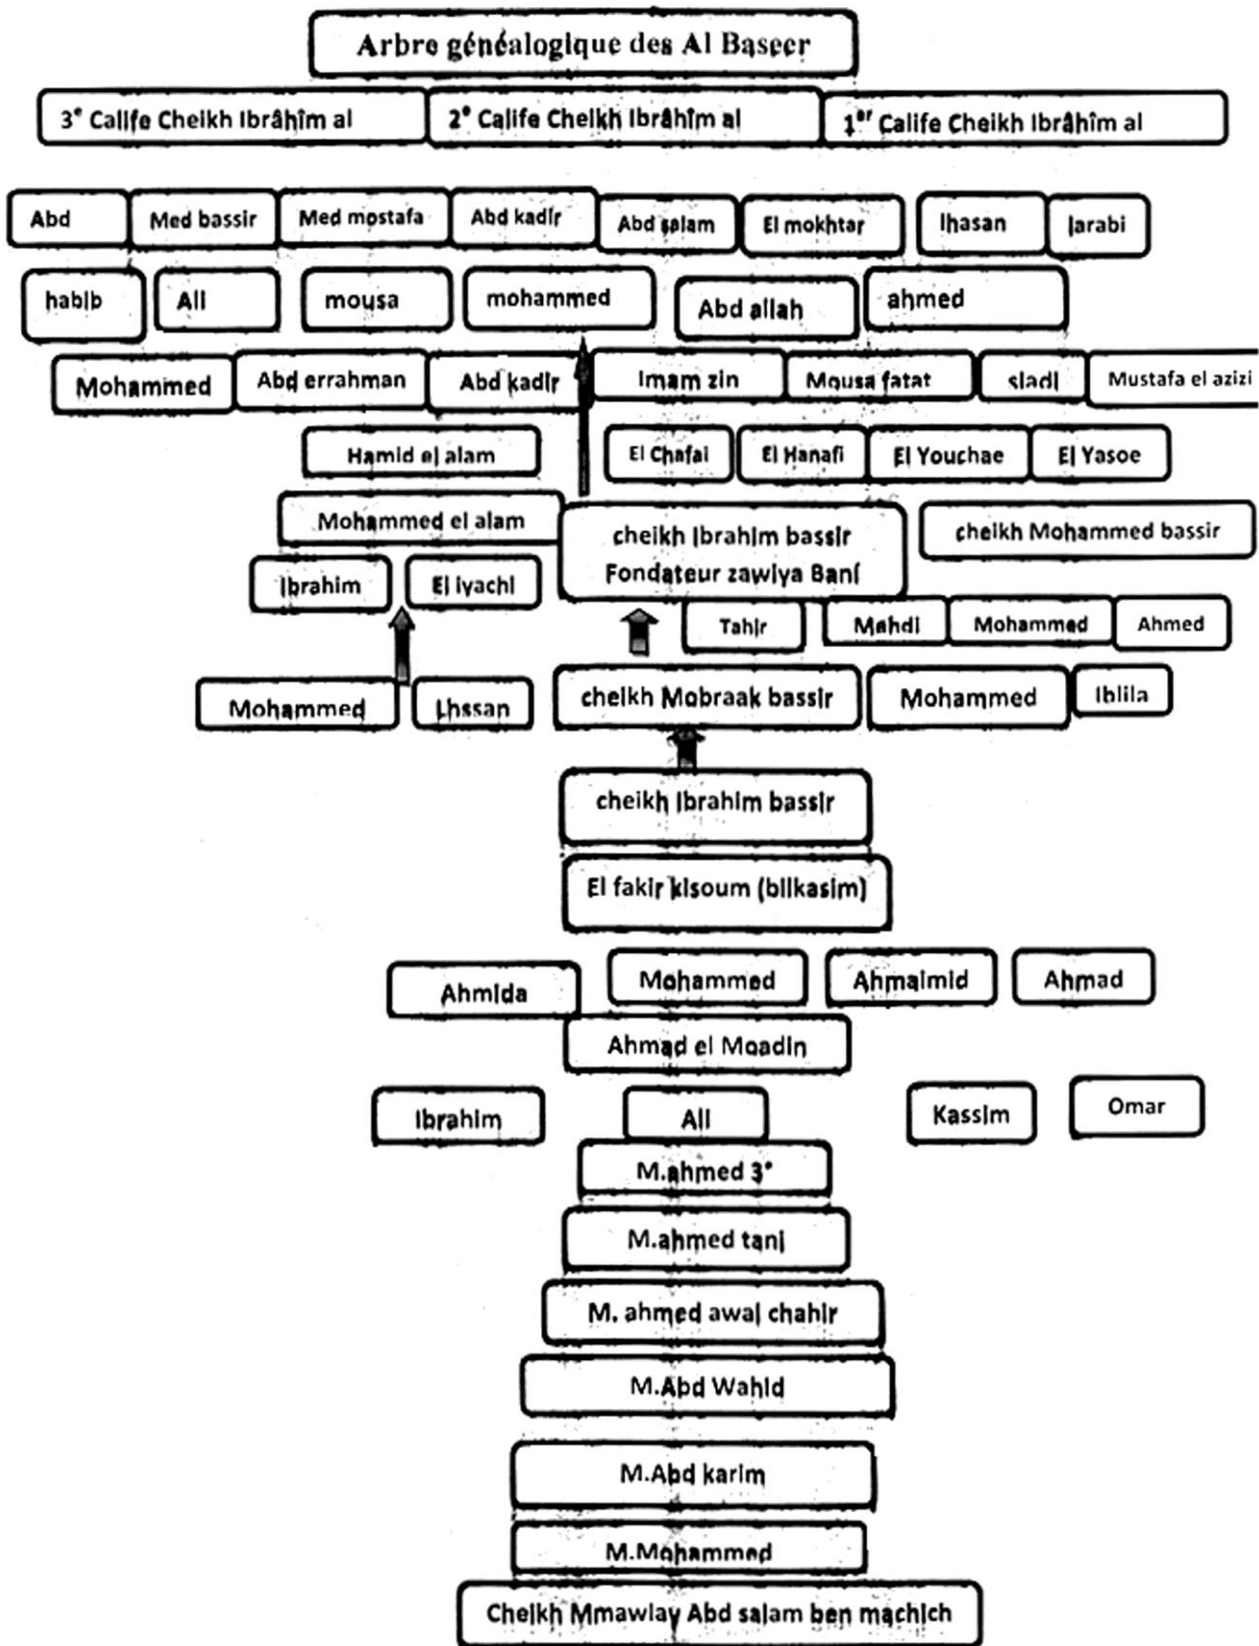 Arbre généalogique des Al Baseer
3e Calife Cheikh Ibrâhîm al
2e Calife Cheikh Ibrâhîm al
1er Calife Cheikh Ibrâhîm al
Abd
Med bassir
Med mostafa
Abd kadir
Abd salam
El mokhtar
lhasan
larabi
habib
Ali
mousa
mohammed
Abd allah
ahmed
Mohammed
Abd errahman
Abd kadir
Imam zin
Mousa fatat
siadi
Mustafa el azizi
Hamid el alam
El Chafai
El Hanafi
El Youchae
El Yasoe
Mohammed el alam
cheikh Ibrahim bassir
Fondateur zawiya Bani
cheikh Mohammed bassir
Ibrahim
El iyachi
Tahir
Mehdi
Mohammed
Ahmed
Mohammed
Lhssan
cheikh Mobraak bassir
Mohammed
Ihlila
cheikh Ibrahim bassir
El fakir kisoum (bilkasim)
Ahmida
Mohammed
Ahmaimid
Ahmad
Ahmad el Moadin
Ibrahim
Ali
Kassim
Omar
M.ahmed 3e
M.ahmed tani
M. ahmed awal chahir
M.Abd Wahid
M.Abd karim
M.Mohammed
Cheikh Mmawlay Abd salam ben machich